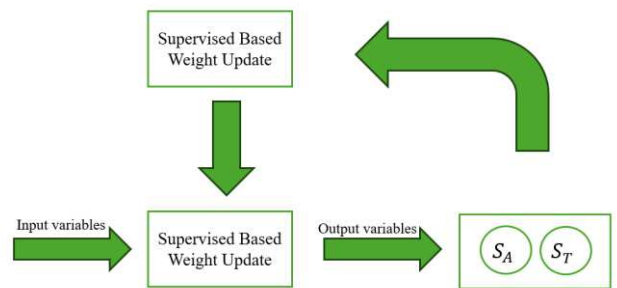 Supervised Based
Weight Update
Input variables
Supervised Based
Weight Update
Output variables
S_A S_T